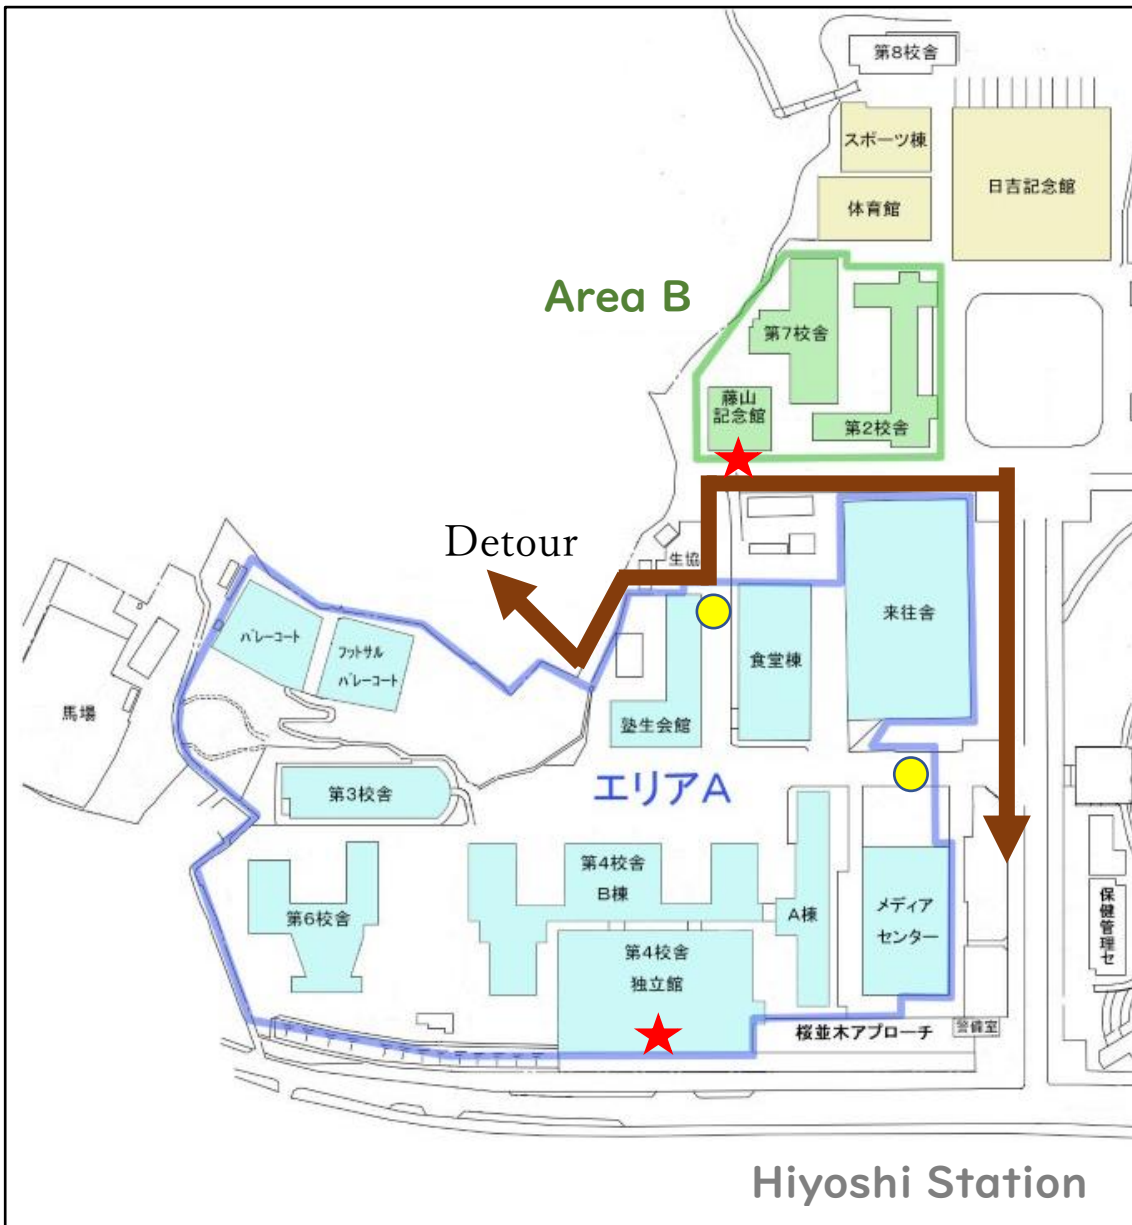 第8校舎
スポーツ棟
日吉記念館
体育館
Area B
第7校舎
藤山
記念館
第2校舎
Detour
生協
来往舎
バレーコート
フットサル
バレーコート
食堂棟
馬場
塾生会館
エリアA
第3校舎
第4校舎
B棟
第6校舎
A棟
メディア
センター
保健管理セ
第4校舎
独立館
桜並木アプローチ
警備室
Hiyoshi Station